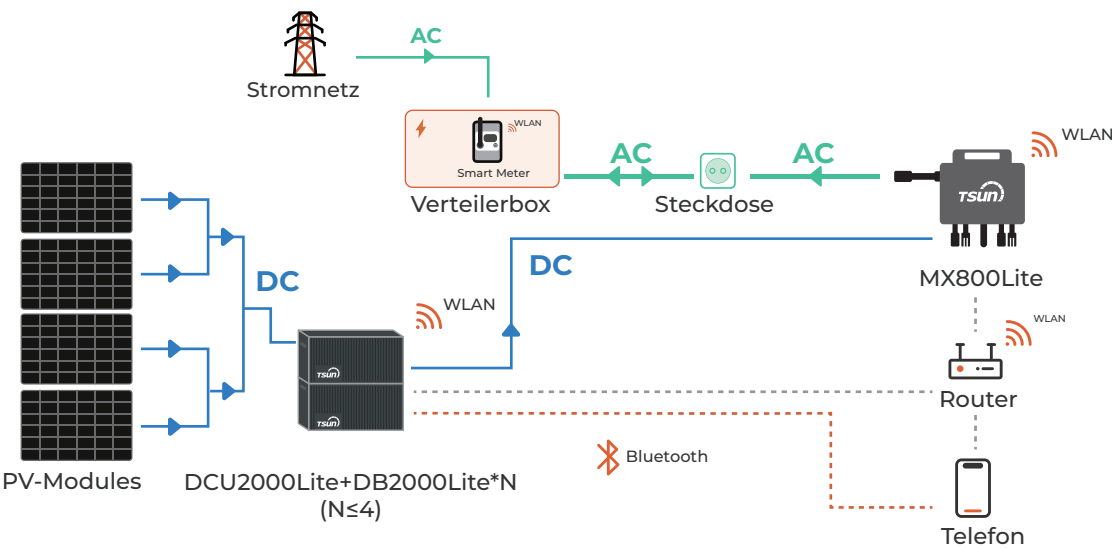 AC
Stromnetz
WLAN
Smart Meter
Verteilerbox
AC
Steckdose
AC
WLAN
TSUN
MX800Lite
DC
DC
WLAN
TSUN
TSUN
WLAN
Router
Bluetooth
PV-Modules
DCU2000Lite+DB2000Lite*N
(N≤4)
Telefon